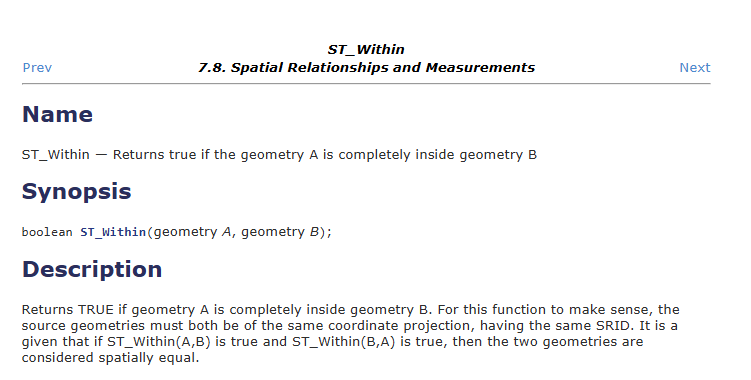 ST_Within
Prev 7.8. Spatial Relationships and Measurements Next
Name
ST_Within — Returns true if the geometry A is completely inside geometry B
Synopsis
boolean ST_Within(geometry A, geometry B);
Description
Returns TRUE if geometry A is completely inside geometry B. For this function to make sense, the
source geometries must both be of the same coordinate projection, having the same SRID. It is a
given that if ST_Within(A,B) is true and ST_Within(B,A) is true, then the two geometries are
considered spatially equal.